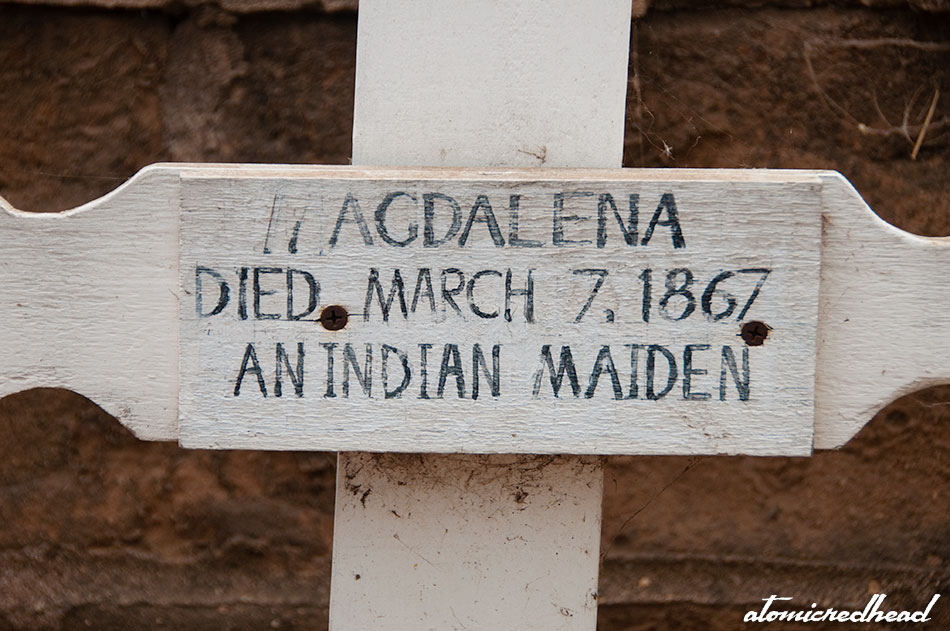 MAGDALENA
DIED MARCH 7, 1867
AN INDIAN MAIDEN
atomicredhead